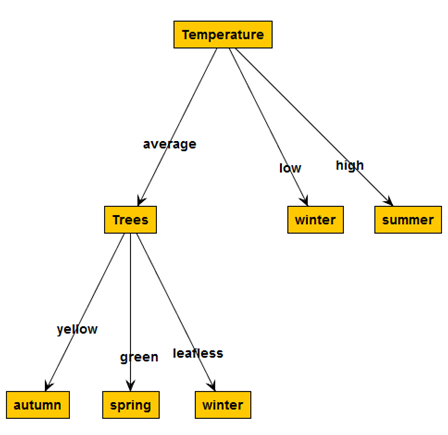 Temperature
average
low
high
Trees
winter
summer
yellow
green
leafless
autumn
spring
winter